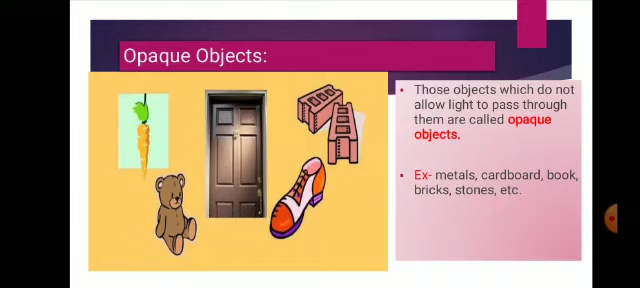 Opaque Objects:
• Those objects which do not
allow light to pass through
them are called opaque
objects.
• Ex- metals, cardboard, book,
bricks, stones, etc.